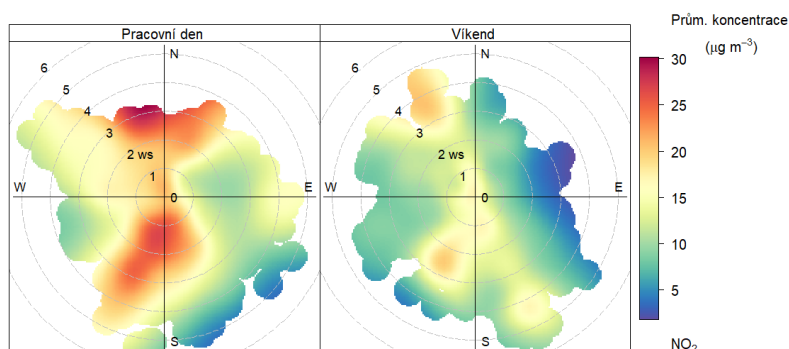 Pracovní den
Víkend
Prům. koncentrace
(µg m⁻³)
N
6
5
4
3
2 ws
1
0
W
E
S
N
6
5
4
3
2 ws
1
0
W
E
S
30
25
20
15
10
5
NO₂